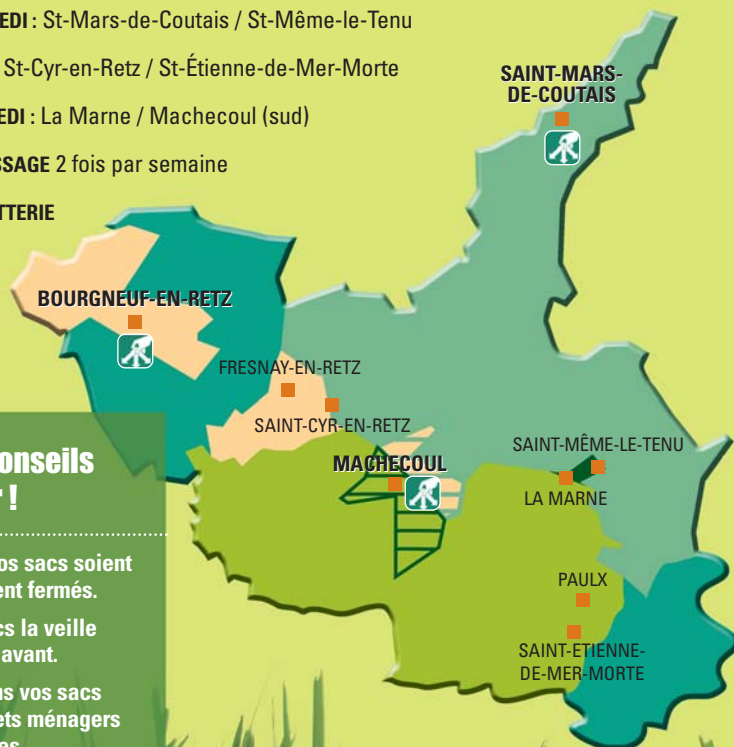 EDI : St-Mars-de-Coutais / St-Même-le-Tenu
St-Cyr-en-Retz / St-Étienne-de-Mer-Morte
EDI : La Marne / Machecoul (sud)
SSAGE 2 fois par semaine
TTERIE
SAINT-MARS-
DE-COUTAIS
BOURGNEUF-EN-RETZ
FRESNAY-EN-RETZ
SAINT-CYR-EN-RETZ
MACHECOUL
SAINT-MÊME-LE-TENU
LA MARNE
PAULX
SAINT-ETIENNE-
DE-MER-MORTE
onseils
r !
os sacs soient
ent fermés.
cs la veille
avant.
ns vos sacs
ets ménagers